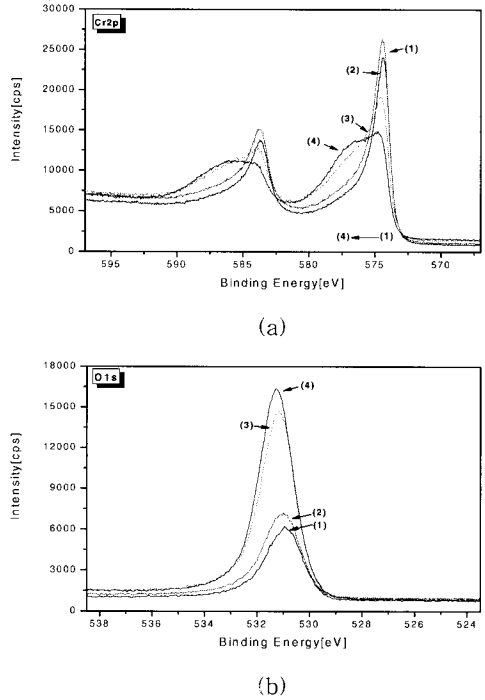 Cr2p
30000
25000
20000
15000
10000
5000
0
Intensity[cps]
(1)
(2)
(3)
(4)
(4) (1)
595 590 585 580 575 570
Binding Energy[eV]
(a)
O1s
18000
15000
12000
9000
6000
3000
0
Intensity[cps]
(4)
(3)
(2)
(1)
538 536 534 532 530 528 526 524
Binding Energy[eV]
(b)